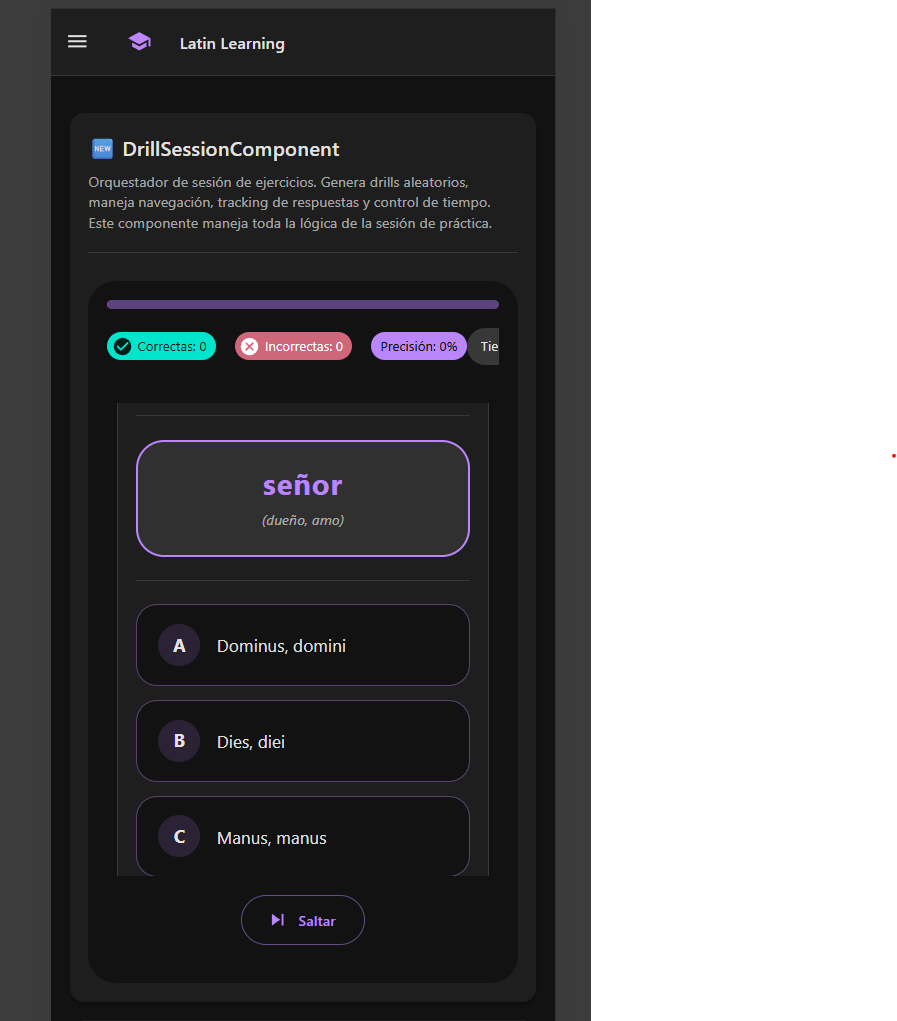 Latin Learning
NEW DrillSessionComponent
Orquestador de sesión de ejercicios. Genera drills aleatorios,
maneja navegación, tracking de respuestas y control de tiempo.
Este componente maneja toda la lógica de la sesión de práctica.
Correctas: 0 Incorrectas: 0 Precisión: 0% Tie
señor
(dueño, amo)
A Dominus, domini
B Dies, diei
C Manus, manus
Saltar